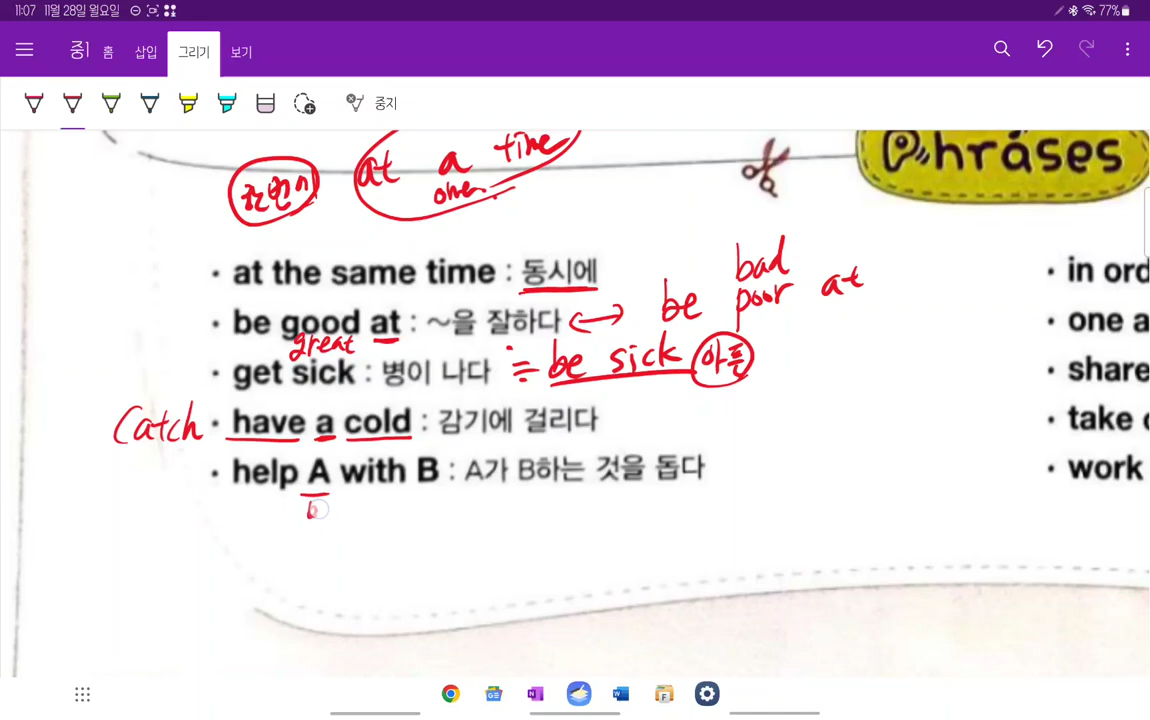 11:07 11월 28일 월요일
77%
중1 홈 삽입 그리기 보기
중지
at a time
one
한번에
Phrases
· at the same time : 동시에
bad
· be good at : ~을 잘하다 ↔ be poor at
great
· get sick : 병이 나다 ≒ be sick 아픈
Catch · have a cold : 감기에 걸리다
· help A with B : A가 B하는 것을 돕다
· in ord
· one a
· share
· take c
· work